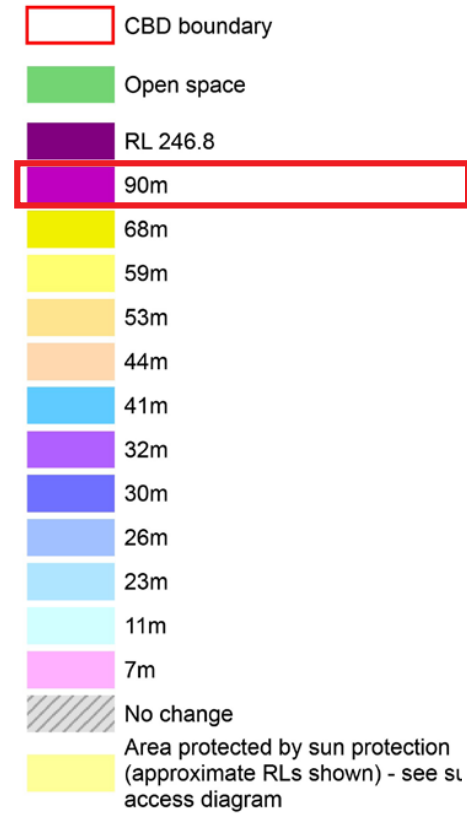 CBD boundary
Open space
RL 246.8
90m
68m
59m
53m
44m
41m
32m
30m
26m
23m
11m
7m
No change
Area protected by sun protection
(approximate RLs shown) - see
access diagram